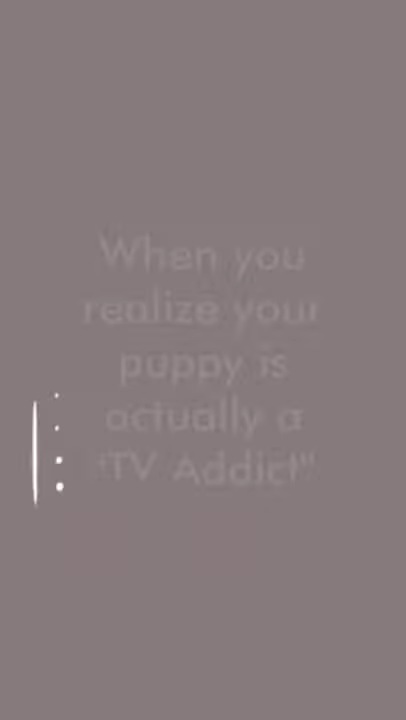 When you
realize your
puppy is
actually a
"TV Addict"